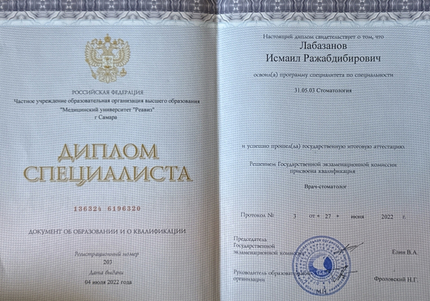 РОССИЙСКАЯ ФЕДЕРАЦИЯ
Частное учреждение образовательная организация высшего образования
"Медицинский университет "Реавиз"
г Самара
ДИПЛОМ
СПЕЦИАЛИСТА
136324 6196320
ДОКУМЕНТ ОБ ОБРАЗОВАНИИ И О КВАЛИФИКАЦИИ
Регистрационный номер
203
Дата выдачи
04 июля 2022 года
Настоящий диплом свидетельствует о том, что
Лабазанов
Исмаил Ражабдибирович
освоил(а) программу специалитета по специальности
31.05.03 Стоматология
и успешно прошел(ла) государственную итоговую аттестацию
Решением Государственной экзаменационной комиссии
присвоена квалификация
Врач-стоматолог
Протокол № 3 от « 27 » июня 2022 г.
Председатель
Государственной
экзаменационной комиссии
Елин В.А.
Руководитель образовательной
организации
Фроловский Н.Г.